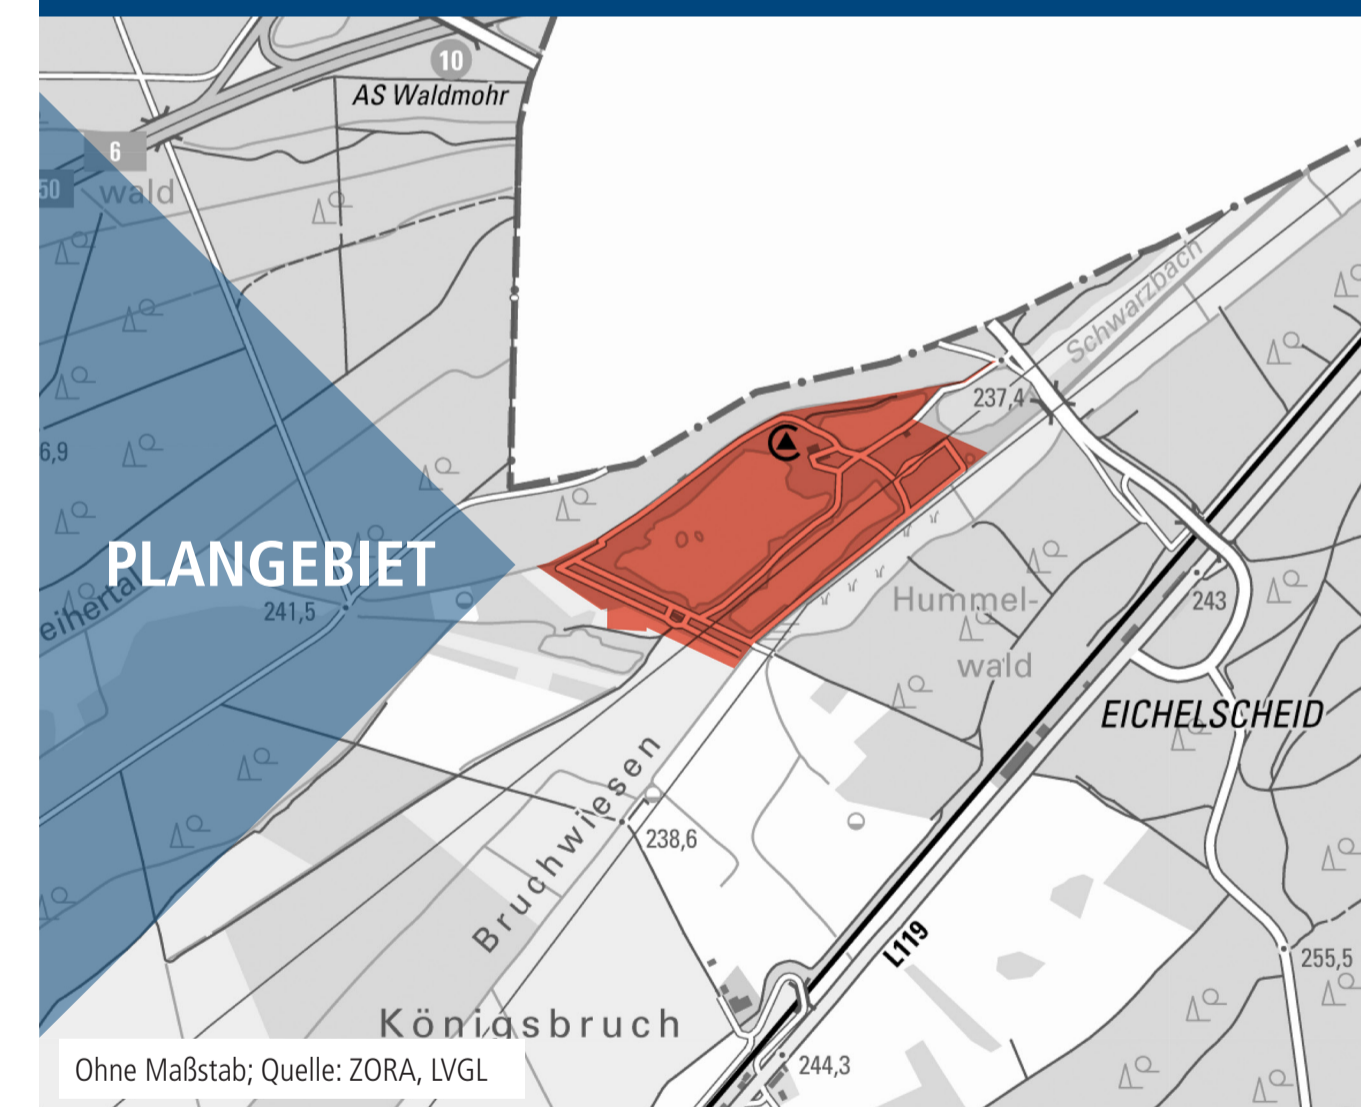 10
AS Waldmohr
6
50
wald
Schwarzbach
237,4
6,9
PLANGEBIET
eihertal
241,5
Hummel-
wald
243
EICHELSCHEID
Bruchwiesen
238,6
L119
255,5
Königsbruch
244,3
Ohne Maßstab; Quelle: ZORA, LVGL